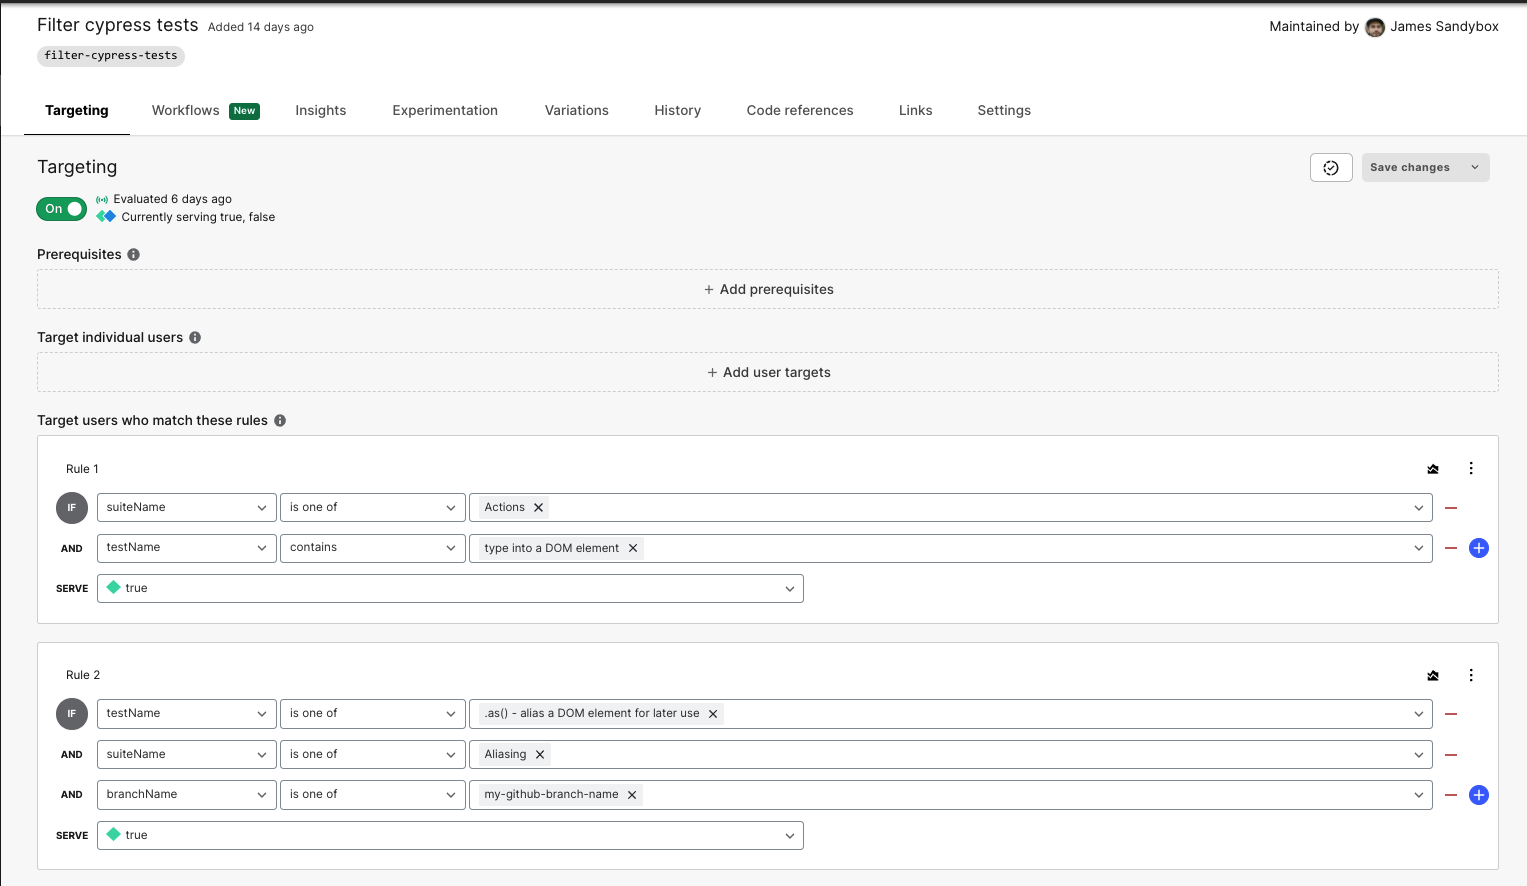 Filter cypress tests Added 14 days ago
Maintained by James Sandybox
filter-cypress-tests
Targeting Workflows New Insights Experimentation Variations History Code references Links Settings
Targeting
Save changes
On
Evaluated 6 days ago
Currently serving true, false
Prerequisites
+ Add prerequisites
Target individual users
+ Add user targets
Target users who match these rules
Rule 1
IF suiteName is one of Actions
AND testName contains type into a DOM element
SERVE true
Rule 2
IF testName is one of .as() - alias a DOM element for later use
AND suiteName is one of Aliasing
AND branchName is one of my-github-branch-name
SERVE true